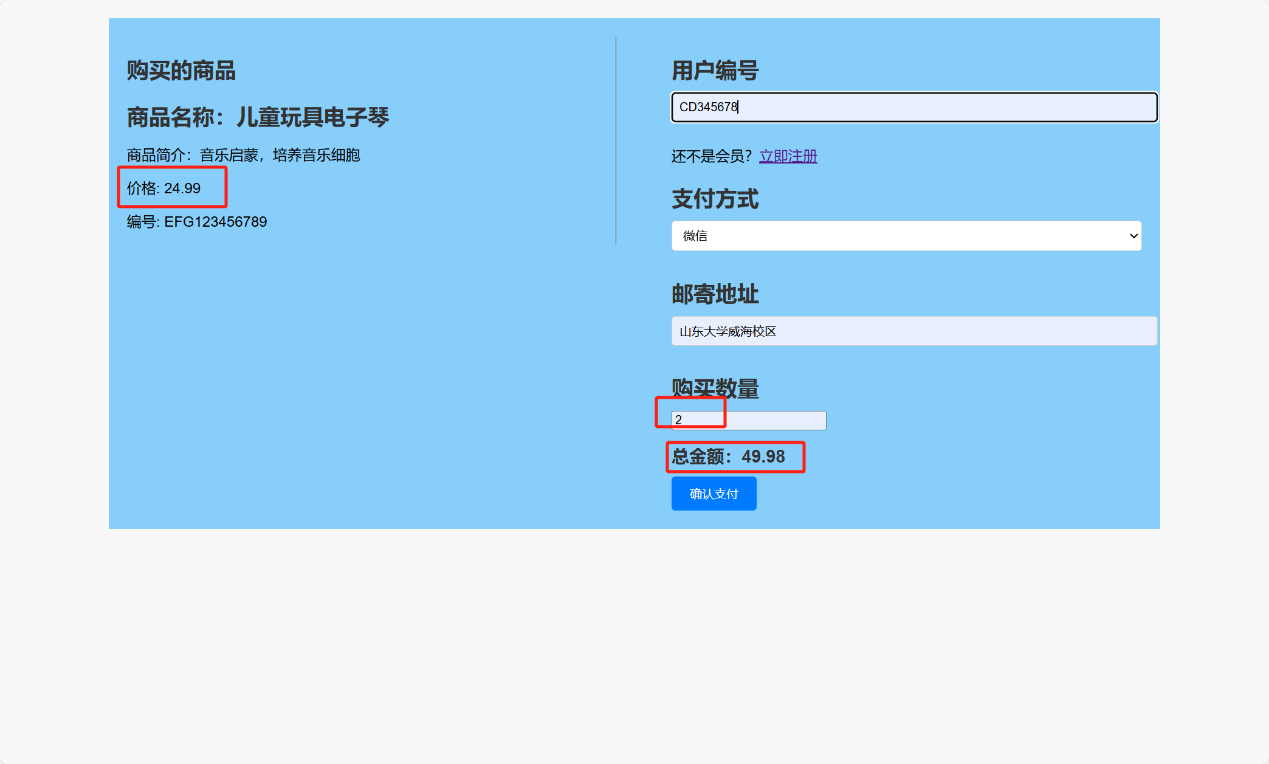 购买的商品
商品名称：儿童玩具电子琴
商品简介：音乐启蒙，培养音乐细胞
价格: 24.99
编号: EFG123456789
用户编号
CD345678
还不是会员？立即注册
支付方式
微信
邮寄地址
山东大学威海校区
购买数量
2
总金额：49.98
确认支付